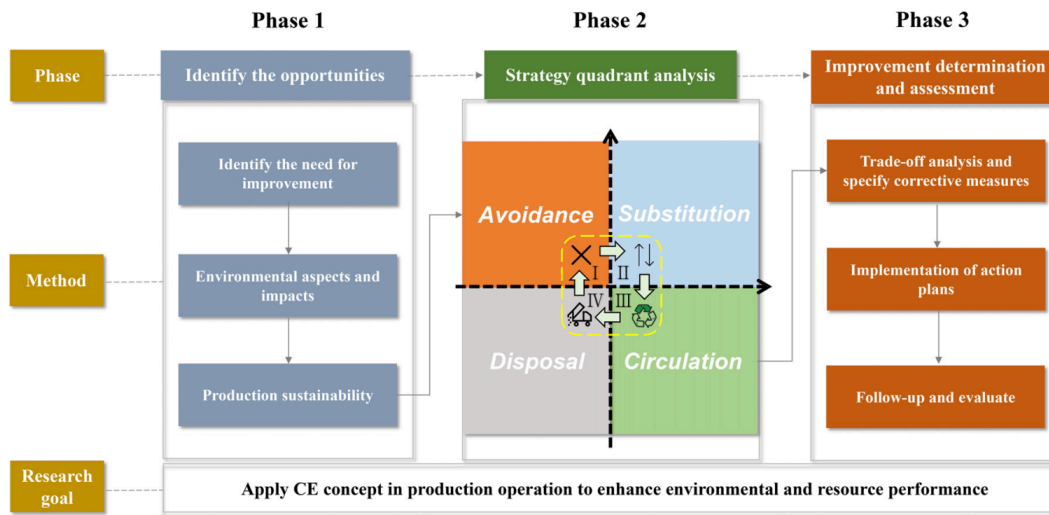 Phase 1
Phase 2
Phase 3
Phase
Identify the opportunities
Strategy quadrant analysis
Improvement determination
and assessment
Method
Identify the need for
improvement
Environmental aspects and
impacts
Production sustainability
Avoidance
Substitution
I
II
IV
III
Disposal
Circulation
Trade-off analysis and
specify corrective measures
Implementation of action
plans
Follow-up and evaluate
Research
goal
Apply CE concept in production operation to enhance environmental and resource performance